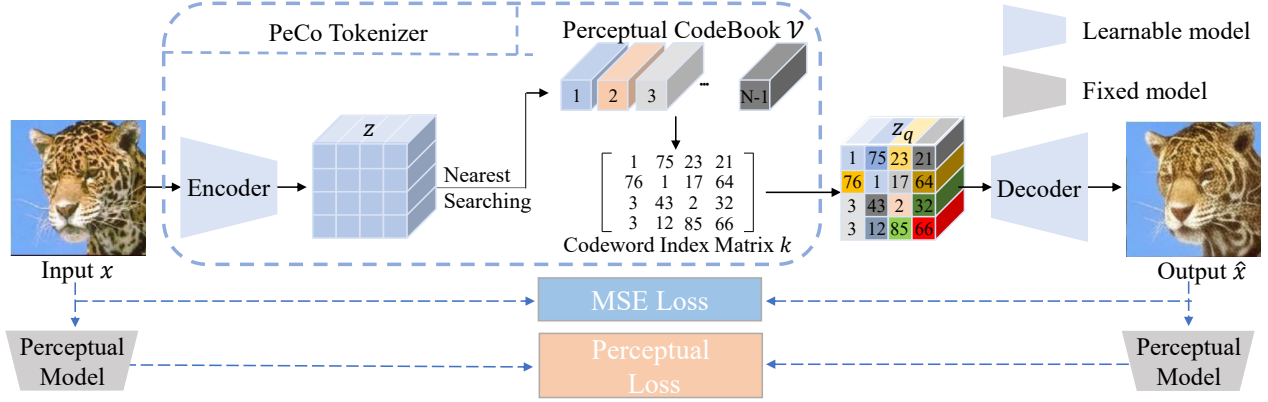 PeCo Tokenizer
Perceptual CodeBook 𝒱
Learnable model
Fixed model
1 2 3 ... N-1
z
Encoder
Nearest
Searching
1 75 23 21
76 1 17 64
3 43 2 32
3 12 85 66
Codeword Index Matrix k
z_q
1 75 23 21
76 1 17 64
3 43 2 32
3 12 85 66
Decoder
Input x
Output x̂
MSE Loss
Perceptual
Model
Perceptual
Loss
Perceptual
Model